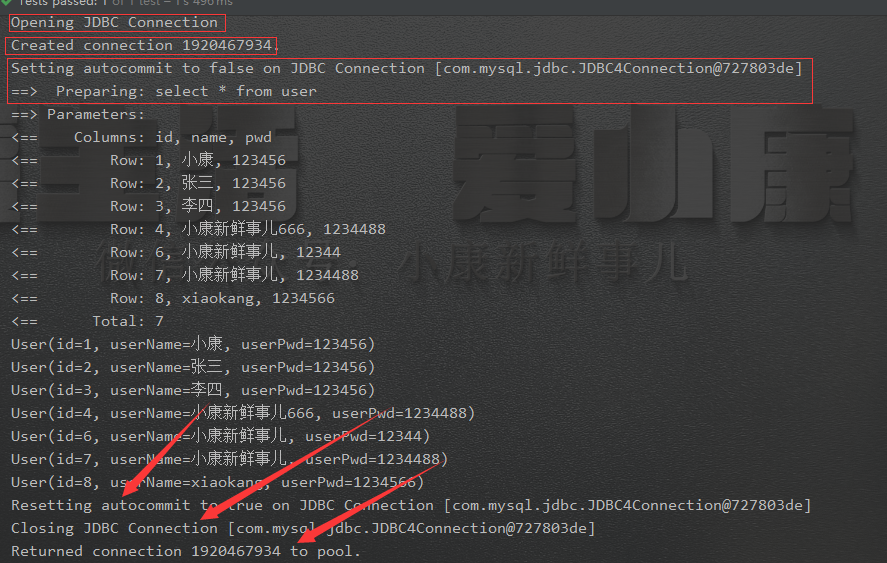 Tests passed: 1 of 1 test – 1 s 490 ms
Opening JDBC Connection
Created connection 1920467934.
Setting autocommit to false on JDBC Connection [com.mysql.jdbc.JDBC4Connection@727803de]
==>  Preparing: select * from user
==> Parameters:
<==    Columns: id, name, pwd
<==        Row: 1, 小康, 123456
<==        Row: 2, 张三, 123456
<==        Row: 3, 李四, 123456
<==        Row: 4, 小康新鲜事儿666, 1234488
<==        Row: 6, 小康新鲜事儿, 12344
<==        Row: 7, 小康新鲜事儿, 1234488
<==        Row: 8, xiaokang, 1234566
<==      Total: 7
User(id=1, userName=小康, userPwd=123456)
User(id=2, userName=张三, userPwd=123456)
User(id=3, userName=李四, userPwd=123456)
User(id=4, userName=小康新鲜事儿666, userPwd=1234488)
User(id=6, userName=小康新鲜事儿, userPwd=12344)
User(id=7, userName=小康新鲜事儿, userPwd=1234488)
User(id=8, userName=xiaokang, userPwd=1234566)
Resetting autocommit to true on JDBC Connection [com.mysql.jdbc.JDBC4Connection@727803de]
Closing JDBC Connection [com.mysql.jdbc.JDBC4Connection@727803de]
Returned connection 1920467934 to pool.
爱小康
小康新鲜事儿